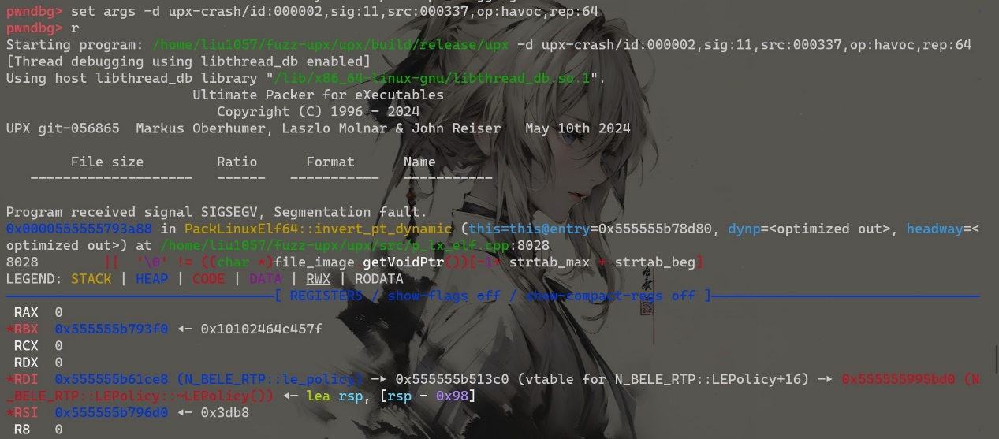 pwndbg> set args -d upx-crash/id:000002,sig:11,src:000337,op:havoc,rep:64
pwndbg> r
Starting program: /home/liu1057/fuzz-upx/upx/build/release/upx -d upx-crash/id:000002,sig:11,src:000337,op:havoc,rep:64
[Thread debugging using libthread_db enabled]
Using host libthread_db library "/lib/x86_64-linux-gnu/libthread_db.so.1".
Ultimate Packer for eXecutables
Copyright (C) 1996 - 2024
UPX git-056865  Markus Oberhumer, Laszlo Molnar & John Reiser   May 10th 2024
File size         Ratio      Format      Name
--------------------   ------   -----------   -----------
Program received signal SIGSEGV, Segmentation fault.
0x0000555555793a88 in PackLinuxElf64::invert_pt_dynamic (this=this@entry=0x555555b78d80, dynp=<optimized out>, headway=<
optimized out>) at /home/liu1057/fuzz-upx/upx/src/p_lx_elf.cpp:8028
8028        ||  '\0' != ((char *)file_image.getVoidPtr())[-1+ strtab_max + strtab_beg]
LEGEND: STACK | HEAP | CODE | DATA | RWX | RODATA
[ REGISTERS / show-flags off / show-compact-regs off ]
RAX  0
*RBX  0x555555b793f0 ◂— 0x10102464c457f
RCX  0
RDX  0
*RDI  0x555555b61ce8 (N_BELE_RTP::le_policy) —▸ 0x555555b513c0 (vtable for N_BELE_RTP::LEPolicy+16) —▸ 0x555555995bd0 (N
_BELE_RTP::LEPolicy::~LEPolicy()) ◂— lea rsp, [rsp - 0x98]
*RSI  0x555555b796d0 ◂— 0x3db8
R8   0